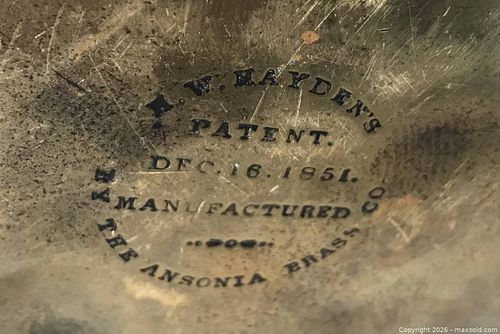 H.W. HAYDEN'S
PATENT.
DEC. 16. 1851.
MANUFACTURED
BY THE ANSONIA BRASS CO.
Copyright 2026 - maxsold.com